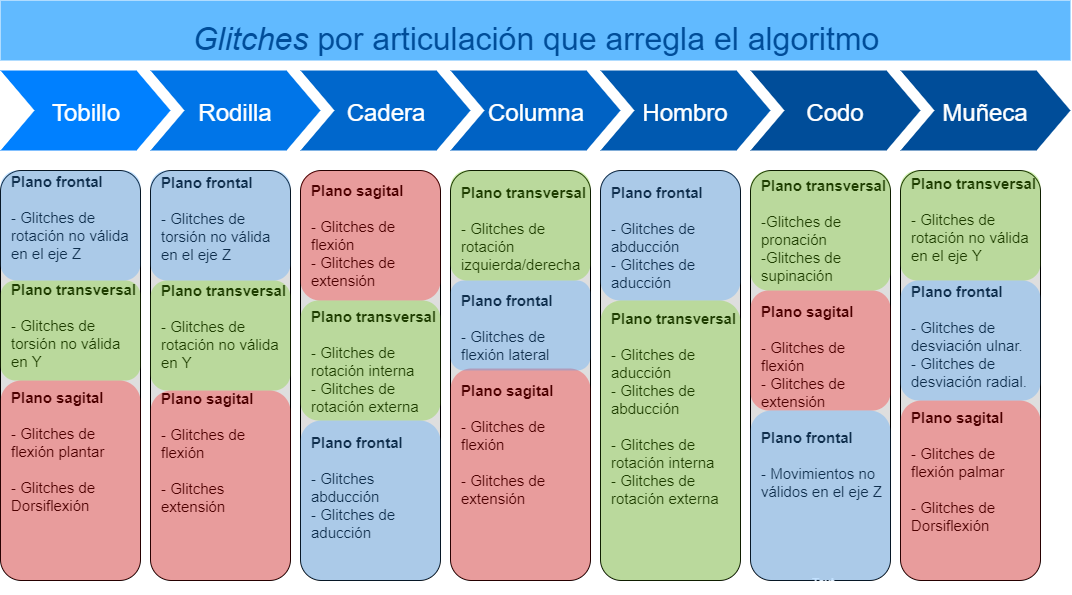 Glitches por articulación que arregla el algoritmo
Tobillo
Rodilla
Cadera
Columna
Hombro
Codo
Muñeca
Plano frontal
- Glitches de
rotación no válida
en el eje Z
Plano transversal
- Glitches de
torsión no válida
en Y
Plano sagital
- Glitches de
flexión plantar
- Glitches de
Dorsiflexión
Plano frontal
- Glitches de
torsión no válida
en el eje Z
Plano transversal
- Glitches de
rotación no válida
en Y
Plano sagital
- Glitches de
flexión
- Glitches
extensión
Plano sagital
- Glitches de
flexión
- Glitches de
extensión
Plano transversal
- Glitches de
rotación interna
- Glitches de
rotación externa
Plano frontal
- Glitches
abducción
- Glitches de
aducción
Plano transversal
- Glitches de
rotación
izquierda/derecha
Plano frontal
- Glitches de
flexión lateral
Plano sagital
- Glitches de
flexión
- Glitches de
extensión
Plano frontal
- Glitches de
abducción
- Glitches de
aducción
Plano transversal
- Glitches de
aducción
- Glitches de
abducción
- Glitches de
rotación interna
- Glitches de
rotación externa
Plano transversal
-Glitches de
pronación
-Glitches de
supinación
Plano sagital
- Glitches de
flexión
- Glitches de
extensión
Plano frontal
- Movimientos no
válidos en el eje Z
Plano transversal
- Glitches de
rotación no válida
en el eje Y
Plano frontal
- Glitches de
desviación ulnar.
- Glitches de
desviación radial.
Plano sagital
- Glitches de
flexión palmar
- Glitches de
Dorsiflexión